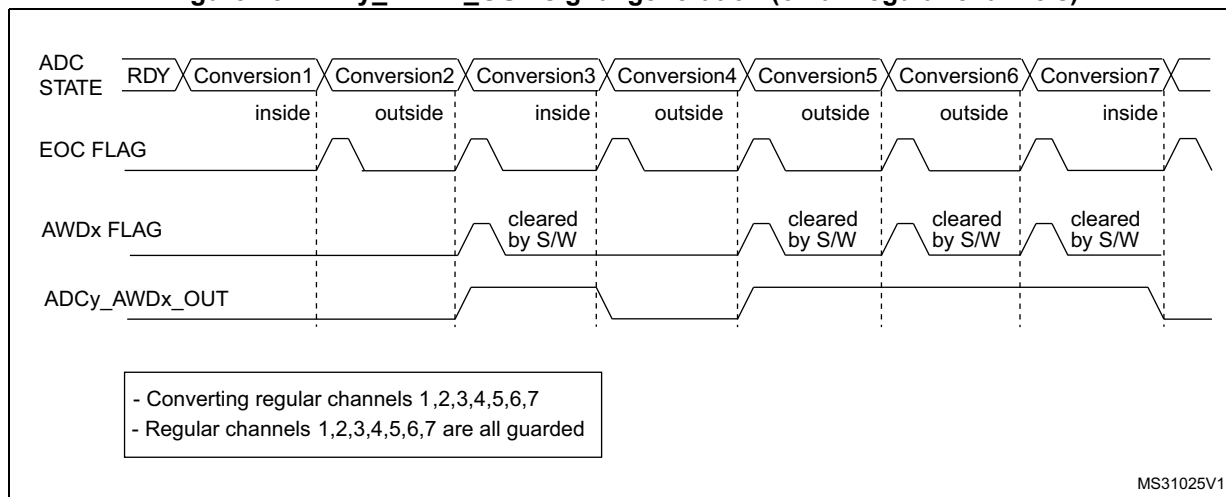 ADC
STATE
RDY Conversion1 Conversion2 Conversion3 Conversion4 Conversion5 Conversion6 Conversion7
inside outside inside outside outside outside inside
EOC FLAG
AWDx FLAG
cleared by S/W
cleared by S/W
cleared by S/W
cleared by S/W
ADCy_AWDx_OUT
- Converting regular channels 1,2,3,4,5,6,7
- Regular channels 1,2,3,4,5,6,7 are all guarded
MS31025V1